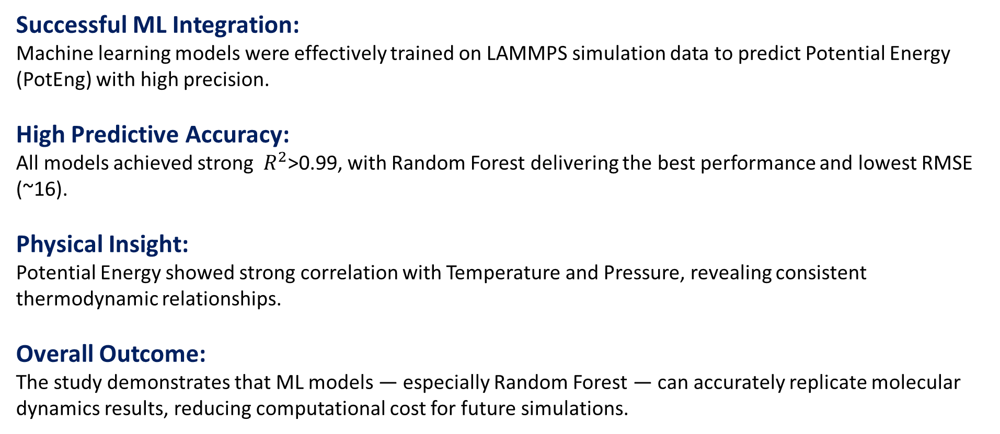 Successful ML Integration:
Machine learning models were effectively trained on LAMMPS simulation data to predict Potential Energy
(PotEng) with high precision.
High Predictive Accuracy:
All models achieved strong R²>0.99, with Random Forest delivering the best performance and lowest RMSE
(~16).
Physical Insight:
Potential Energy showed strong correlation with Temperature and Pressure, revealing consistent
thermodynamic relationships.
Overall Outcome:
The study demonstrates that ML models — especially Random Forest — can accurately replicate molecular
dynamics results, reducing computational cost for future simulations.